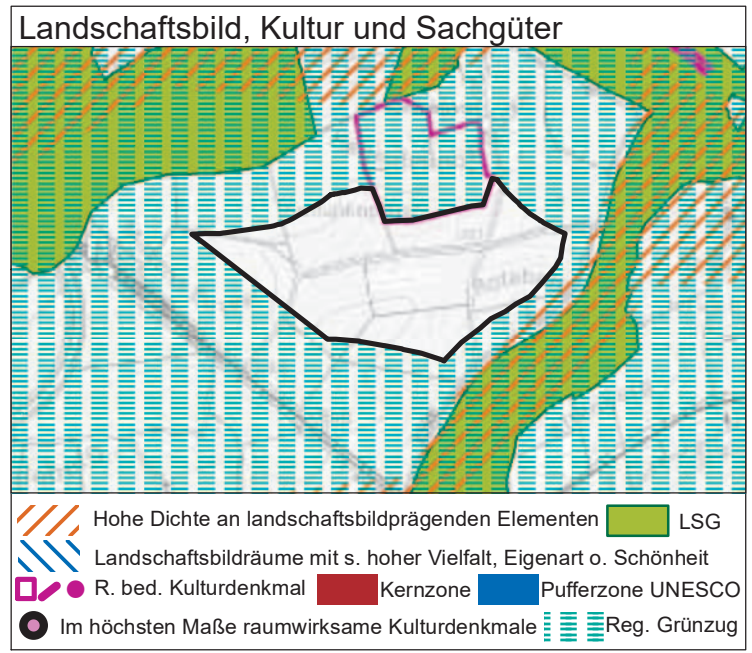 Landschaftsbild, Kultur und Sachgüter
Hohe Dichte an landschaftsbildprägenden Elementen LSG
Landschaftsbildräume mit s. hoher Vielfalt, Eigenart o. Schönheit
R. bed. Kulturdenkmal Kernzone Pufferzone UNESCO
Im höchsten Maße raumwirksame Kulturdenkmale Reg. Grünzug